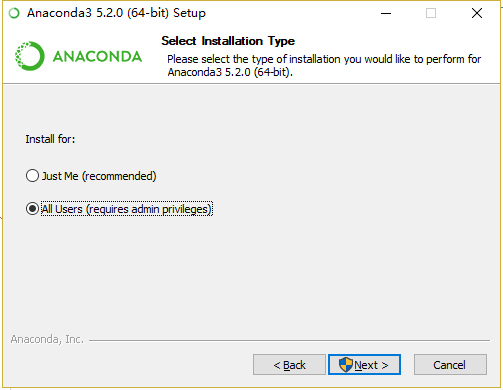 Anaconda3 5.2.0 (64-bit) Setup
Select Installation Type
ANACONDA
Please select the type of installation you would like to perform for
Anaconda3 5.2.0 (64-bit).
Install for:
Just Me (recommended)
All Users (requires admin privileges)
Anaconda, Inc.
< Back
Next >
Cancel